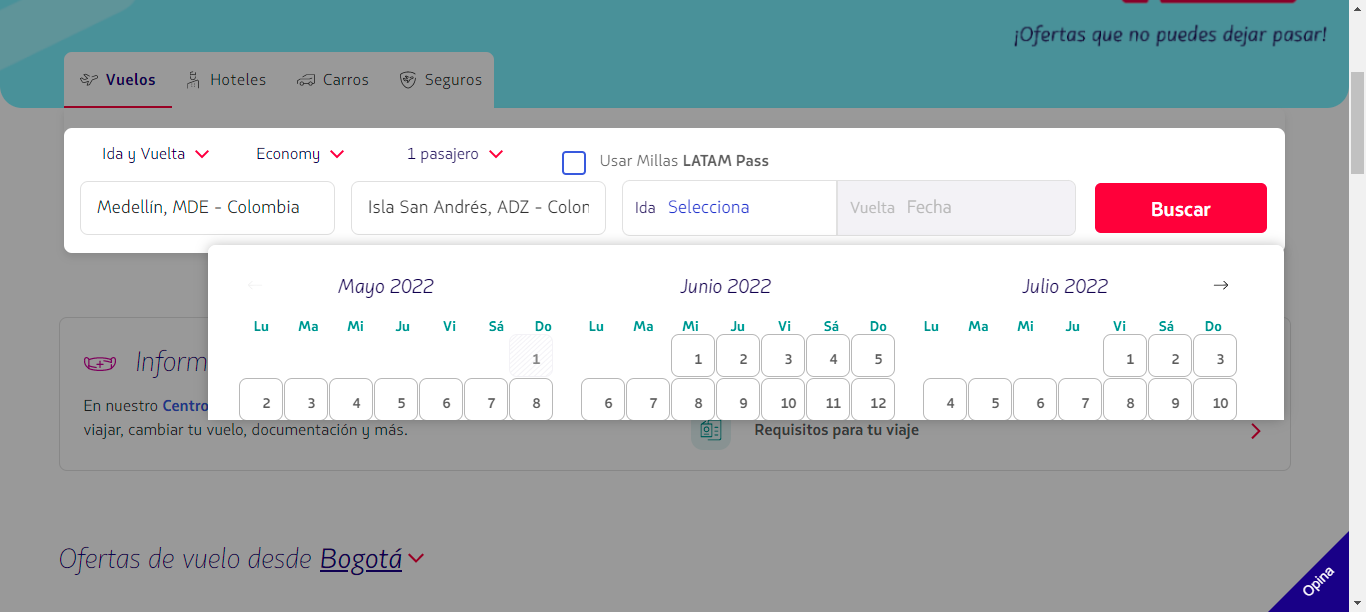 ¡Ofertas que no puedes dejar pasar!
Vuelos Hoteles Carros Seguros
Ida y Vuelta Economy 1 pasajero Usar Millas LATAM Pass
Medellín, MDE - Colombia Isla San Andrés, ADZ - Colon Ida Selecciona Vuelta Fecha Buscar
Mayo 2022 Junio 2022 Julio 2022
Lu Ma Mi Ju Vi Sá Do Lu Ma Mi Ju Vi Sá Do Lu Ma Mi Ju Vi Sá Do
1 1 2 3 4 5 1 2 3
2 3 4 5 6 7 8 6 7 8 9 10 11 12 4 5 6 7 8 9 10
Inform
En nuestro Centro
viajar, cambiar tu vuelo, documentación y más.
Requisitos para tu viaje
Ofertas de vuelo desde Bogotá
Opina